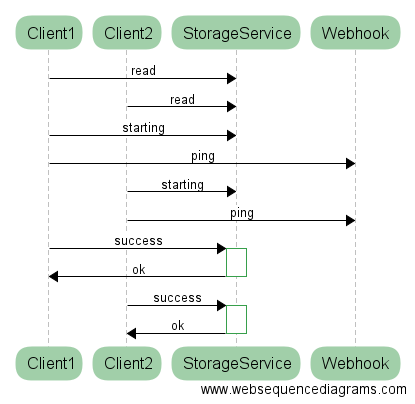 Client1 Client2 StorageService Webhook
read
read
starting
ping
starting
ping
success
ok
success
ok
Client1 Client2 StorageService Webhook
www.websequencediagrams.com